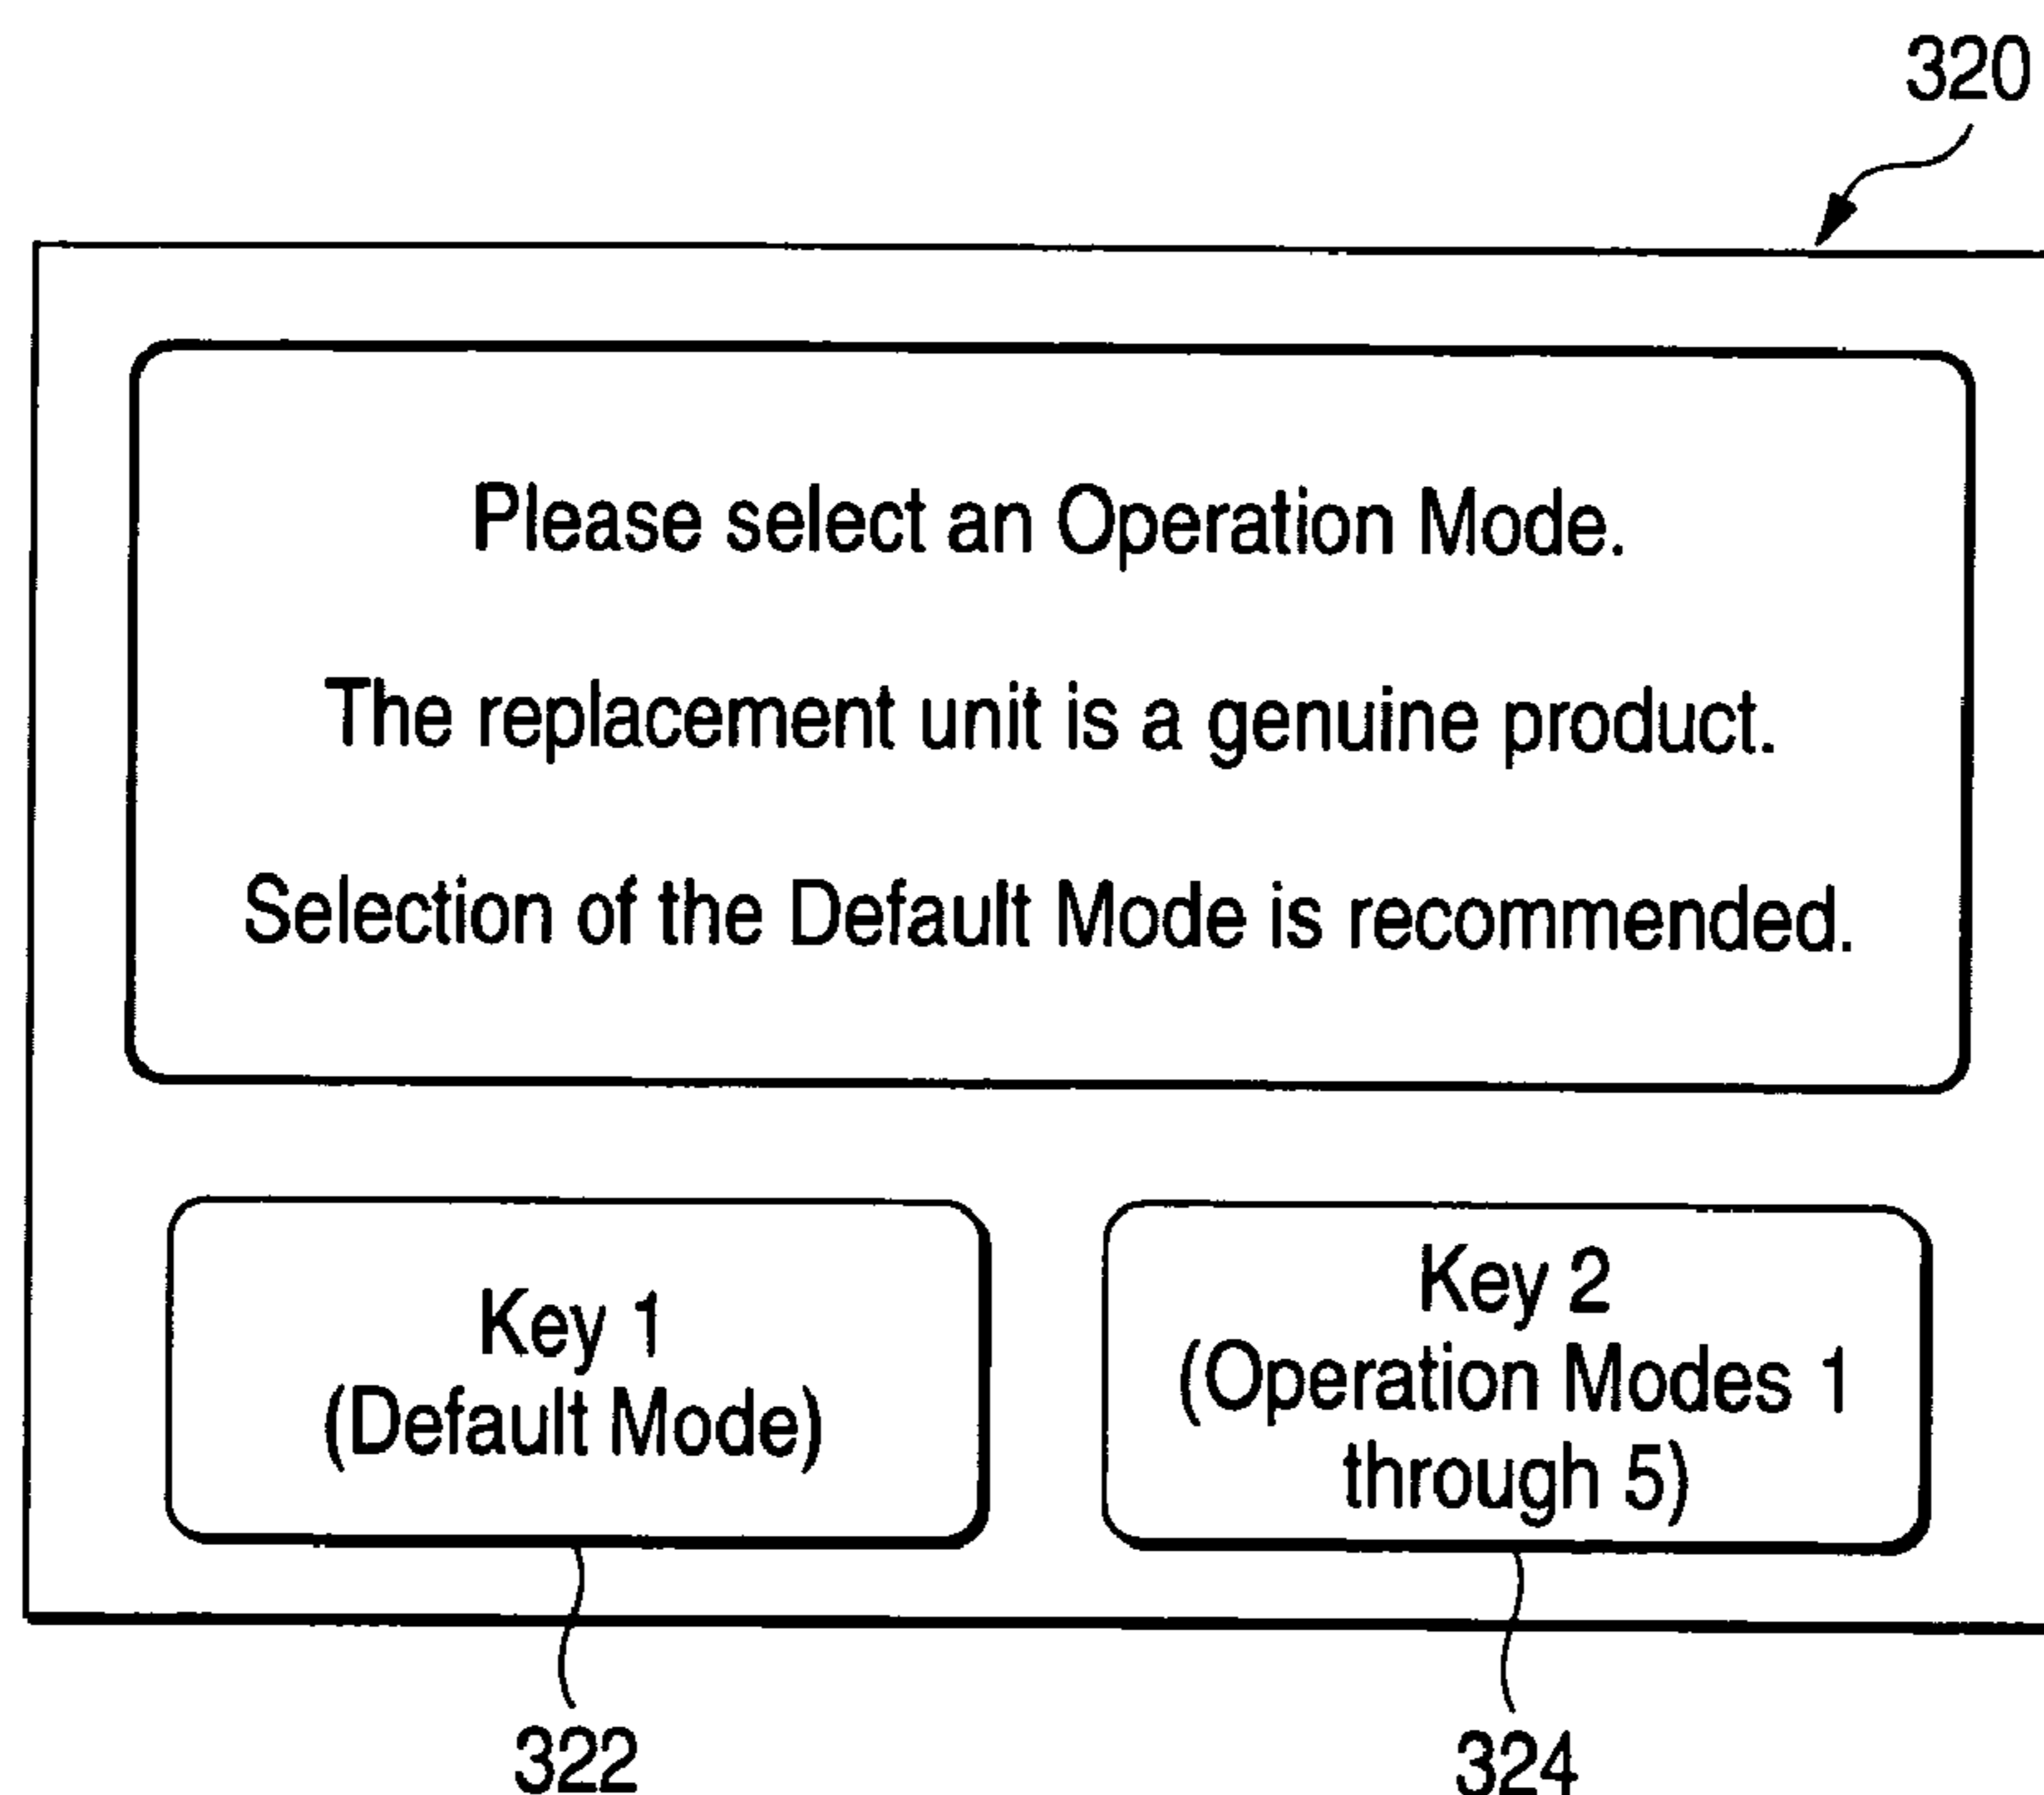 320
Please select an Operation Mode.
The replacement unit is a genuine product.
Selection of the Default Mode is recommended.
Key 1
(Default Mode)
Key 2
(Operation Modes 1
through 5)
322
324